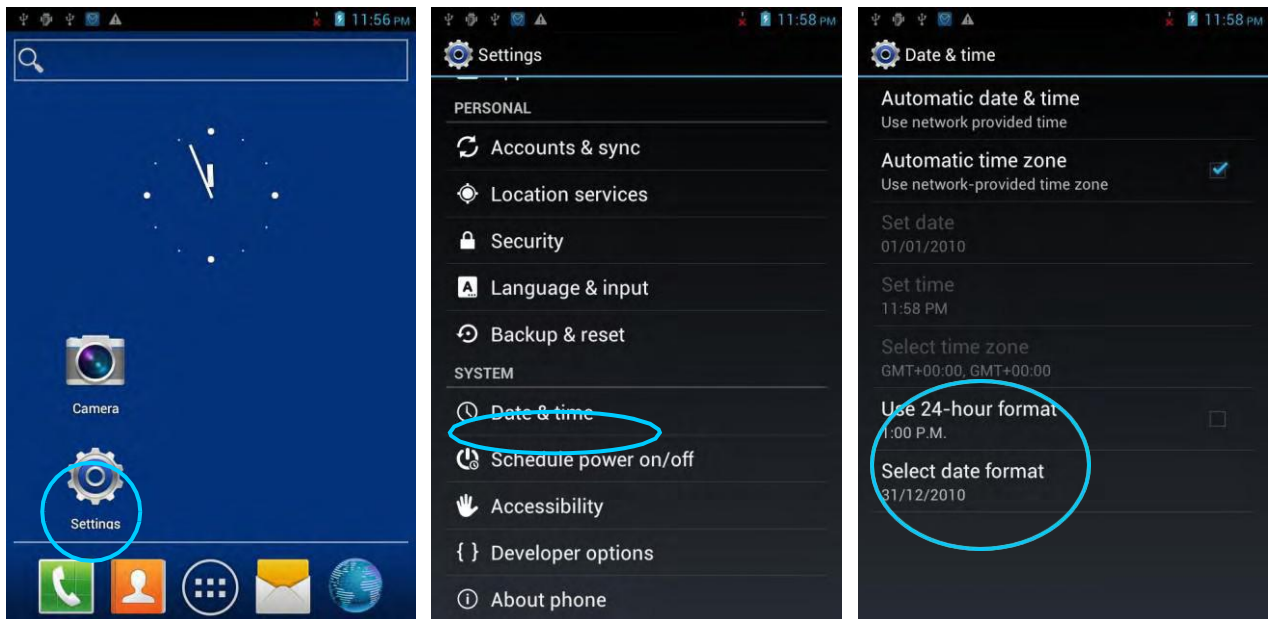 11:56 PM
Camera
Settings
11:58 PM
Settings
PERSONAL
Accounts & sync
Location services
Security
A
Language & input
Backup & reset
SYSTEM
Date & time
Schedule power on/off
Accessibility
{ } Developer options
About phone
11:58 PM
Date & time
Automatic date & time
Use network provided time
Automatic time zone
Use network-provided time zone
Set date
01/01/2010
Set time
11:58 PM
Select time zone
GMT+00:00, GMT+00:00
Use 24-hour format
1:00 P.M.
Select date format
31/12/2010